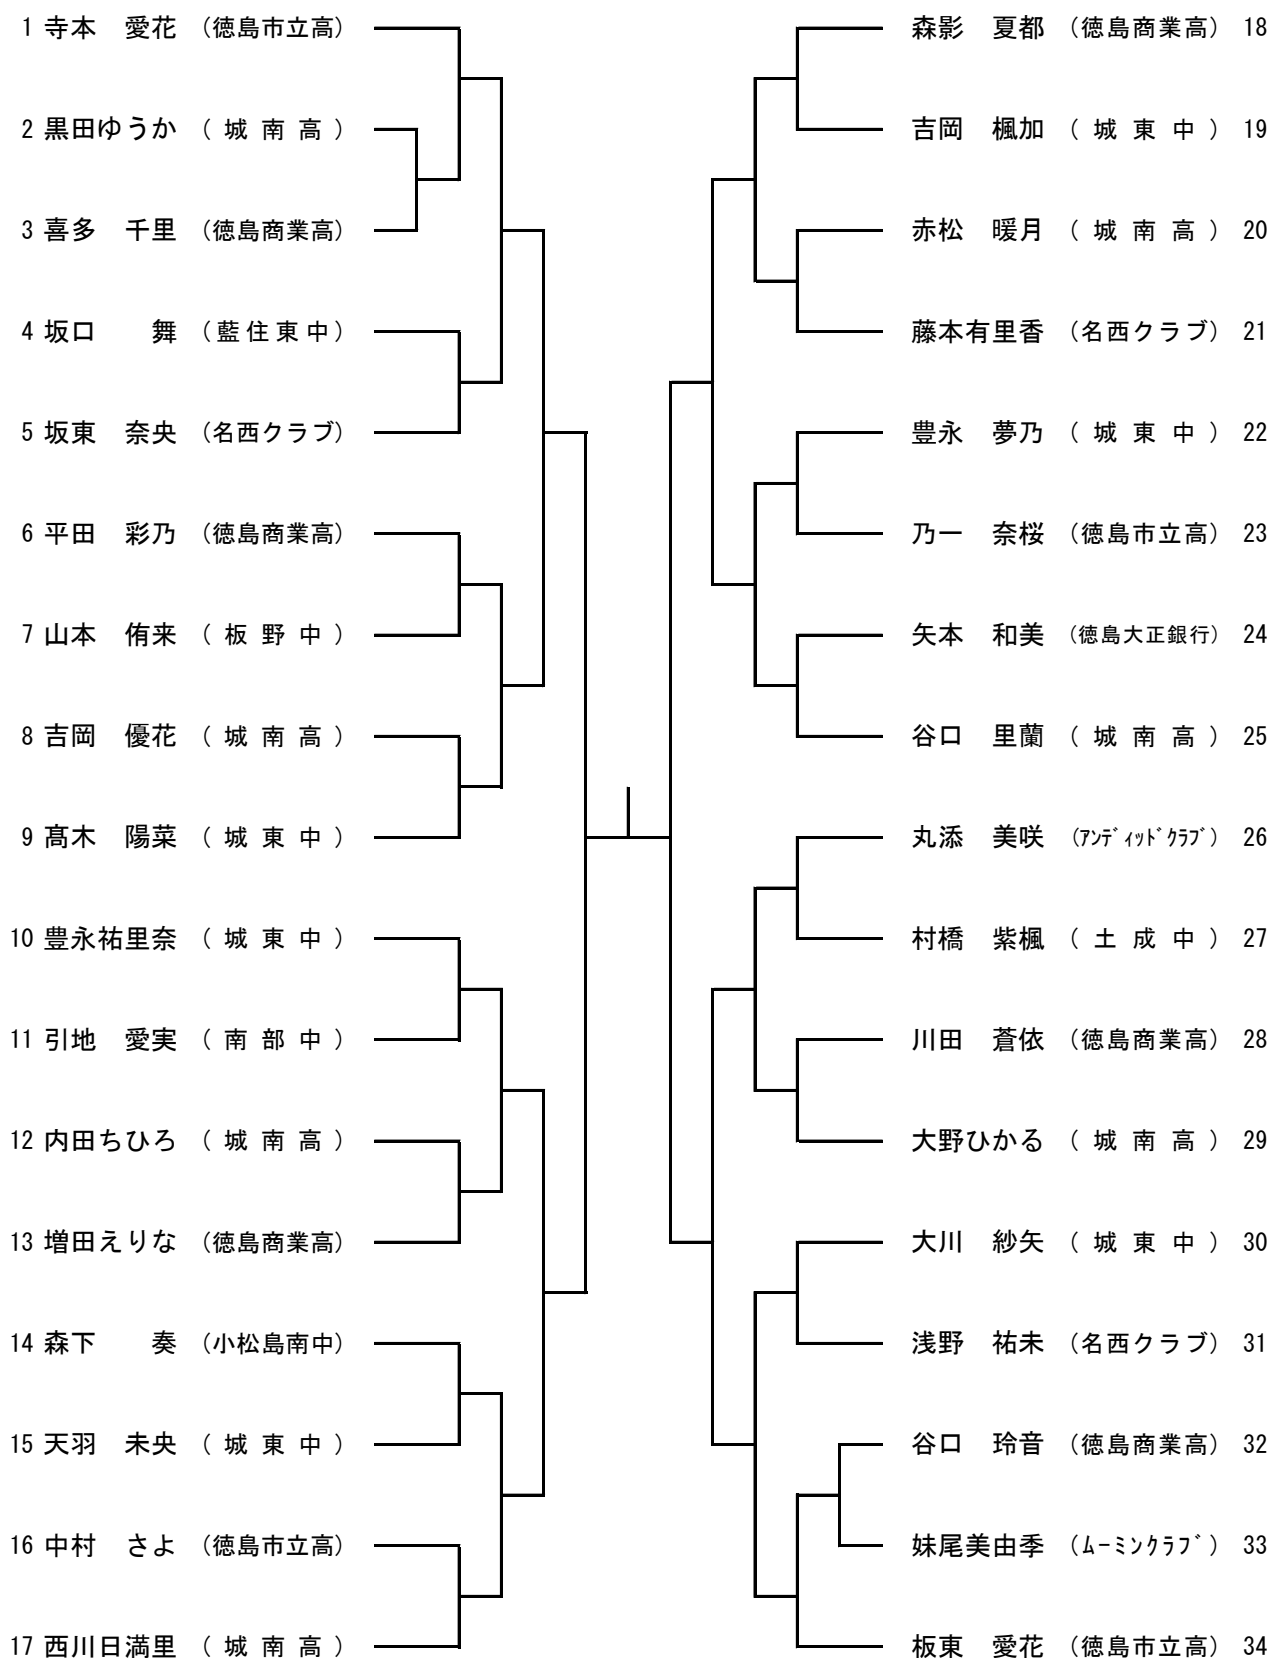 1 寺本　愛花 (徳島市立高)
2 黒田ゆうか ( 城 南 高 )
3 喜多　千里 (徳島商業高)
4 坂口　　舞 (藍住東中)
5 坂東　奈央 (名西クラブ)
6 平田　彩乃 (徳島商業高)
7 山本　侑来 ( 板 野 中 )
8 吉岡　優花 ( 城 南 高 )
9 髙木　陽菜 ( 城 東 中 )
10 豊永祐里奈 ( 城 東 中 )
11 引地　愛実 ( 南 部 中 )
12 内田ちひろ ( 城 南 高 )
13 増田えりな (徳島商業高)
14 森下　　奏 (小松島南中)
15 天羽　未央 ( 城 東 中 )
16 中村　さよ (徳島市立高)
17 西川日満里 ( 城 南 高 )
森影　夏都 (徳島商業高) 18
吉岡　楓加 ( 城 東 中 ) 19
赤松　暖月 ( 城 南 高 ) 20
藤本有里香 (名西クラブ) 21
豊永　夢乃 ( 城 東 中 ) 22
乃一　奈桜 (徳島市立高) 23
矢本　和美 (徳島大正銀行) 24
谷口　里蘭 ( 城 南 高 ) 25
丸添　美咲 (ｱﾝﾃﾞｨｯﾄﾞｸﾗﾌﾞ) 26
村橋　紫楓 ( 土 成 中 ) 27
川田　蒼依 (徳島商業高) 28
大野ひかる ( 城 南 高 ) 29
大川　紗矢 ( 城 東 中 ) 30
浅野　祐未 (名西クラブ) 31
谷口　玲音 (徳島商業高) 32
妹尾美由季 (ﾑｰﾐﾝｸﾗﾌﾞ) 33
板東　愛花 (徳島市立高) 34